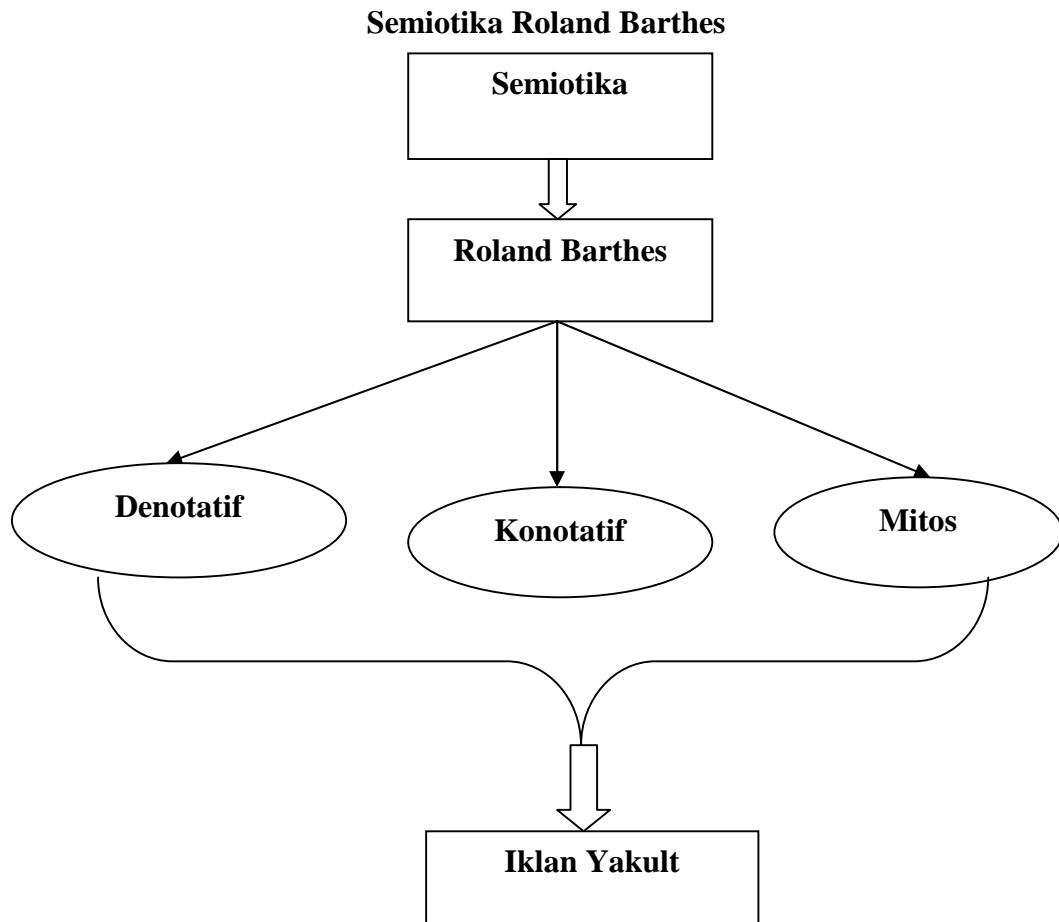 Semiotika Roland Barthes
Semiotika
Roland Barthes
Denotatif
Konotatif
Mitos
Iklan Yakult